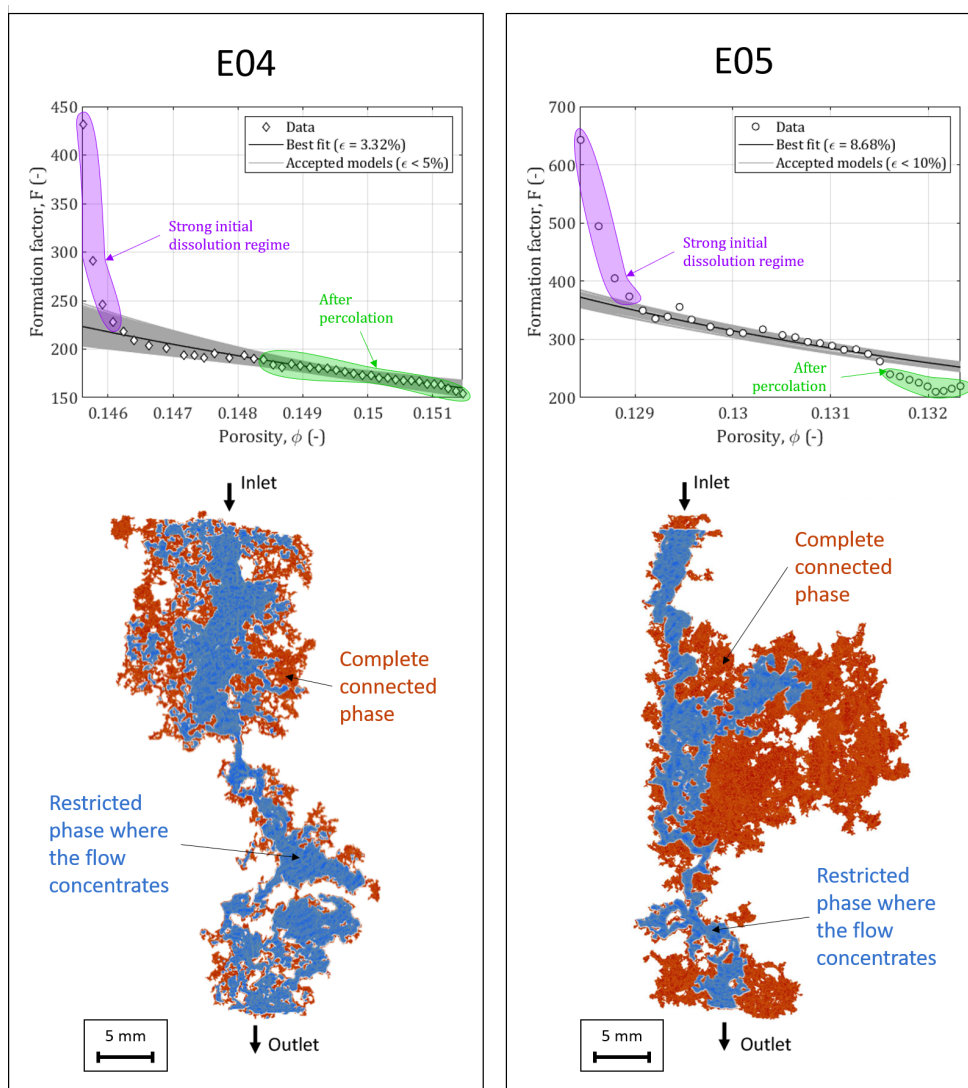 E04
450
400
350
300
250
200
150
Formation factor, F (-)
0.146
0.147
0.148
0.149
0.15
0.151
Porosity, ϕ (-)
Data
Best fit (ϵ = 3.32%)
Accepted models (ϵ < 5%)
Strong initial
dissolution regime
After
percolation
Inlet
Complete
connected
phase
Restricted
phase where
the flow
concentrates
5 mm
Outlet
E05
700
600
500
400
300
200
Formation factor, F (-)
0.129
0.13
0.131
0.132
Porosity, ϕ (-)
Data
Best fit (ϵ = 8.68%)
Accepted models (ϵ < 10%)
Strong initial
dissolution regime
After
percolation
Inlet
Complete
connected
phase
Restricted
phase where
the flow
concentrates
5 mm
Outlet